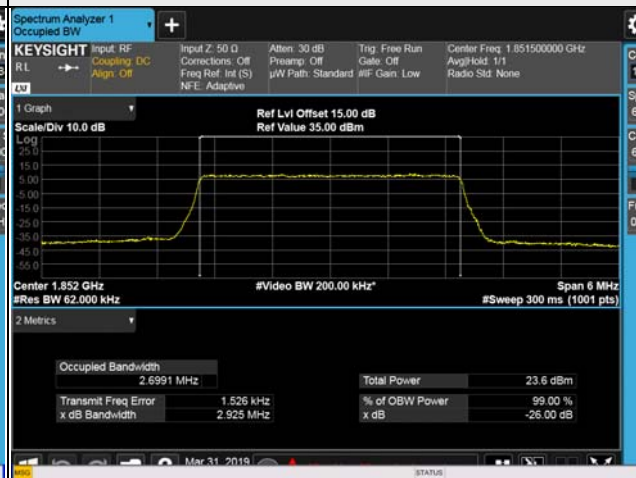 Spectrum Analyzer 1
Occupied BW
+
KEYSIGHT Input: RF Input Z: 50 Ω Atten: 30 dB Trig: Free Run Center Freq: 1.851500000 GHz
RL Coupling: DC Corrections: Off Preamp: Off Gate: Off Avg|Hold: 1/1
Align: Off Freq Ref: Int (S) µW Path: Standard #IF Gain: Low Radio Std: None
LXI NFE: Adaptive
1 Graph Ref Lvl Offset 15.00 dB
Scale/Div 10.0 dB Ref Value 35.00 dBm
Log
25.0
15.0
5.00
-5.00
-15.0
-25.0
-35.0
-45.0
-55.0
Center 1.852 GHz #Video BW 200.00 kHz* Span 6 MHz
#Res BW 62.000 kHz #Sweep 300 ms (1001 pts)
2 Metrics
Occupied Bandwidth
2.6991 MHz Total Power 23.6 dBm
Transmit Freq Error 1.526 kHz % of OBW Power 99.00 %
x dB Bandwidth 2.925 MHz x dB -26.00 dB
Mar 31, 2019
MSG STATUS